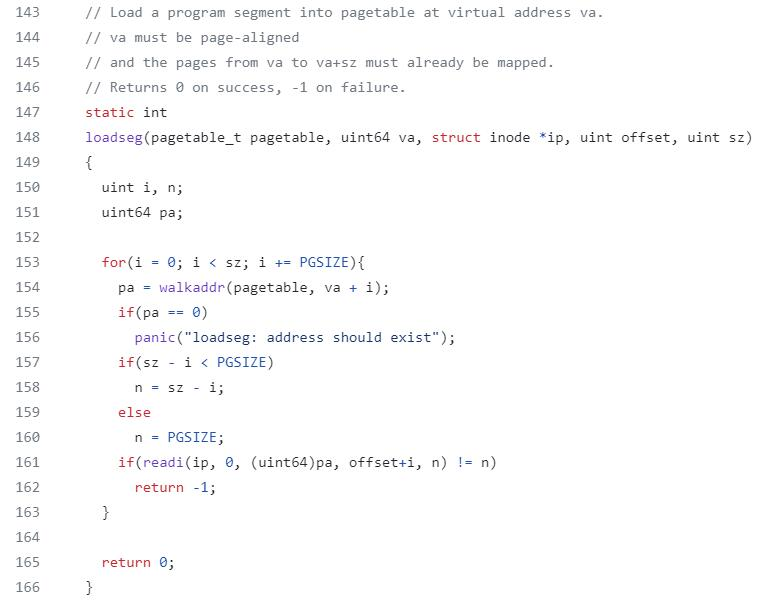 143 // Load a program segment into pagetable at virtual address va.
144 // va must be page-aligned
145 // and the pages from va to va+sz must already be mapped.
146 // Returns 0 on success, -1 on failure.
147 static int
148 loadseg(pagetable_t pagetable, uint64 va, struct inode *ip, uint offset, uint sz)
149 {
150   uint i, n;
151   uint64 pa;
152
153   for(i = 0; i < sz; i += PGSIZE){
154     pa = walkaddr(pagetable, va + i);
155     if(pa == 0)
156       panic("loadseg: address should exist");
157     if(sz - i < PGSIZE)
158       n = sz - i;
159     else
160       n = PGSIZE;
161     if(readi(ip, 0, (uint64)pa, offset+i, n) != n)
162       return -1;
163   }
164
165   return 0;
166 }